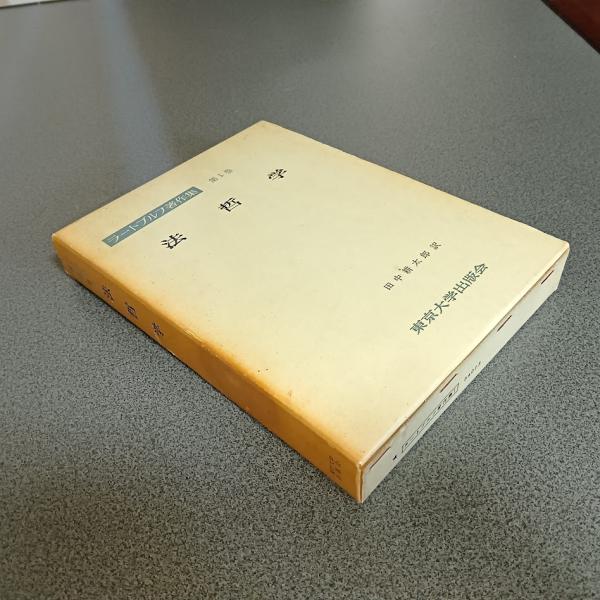 ラートブルフ著作集
第1巻
法哲学
田中耕太郎 訳
東京大学出版会
法哲学